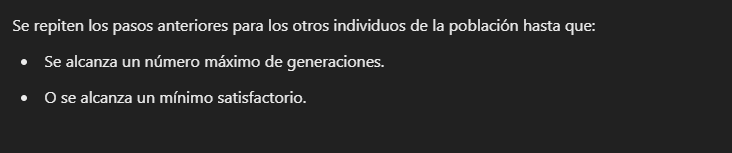 Se repiten los pasos anteriores para los otros individuos de la población hasta que:
• Se alcanza un número máximo de generaciones.
• O se alcanza un mínimo satisfactorio.